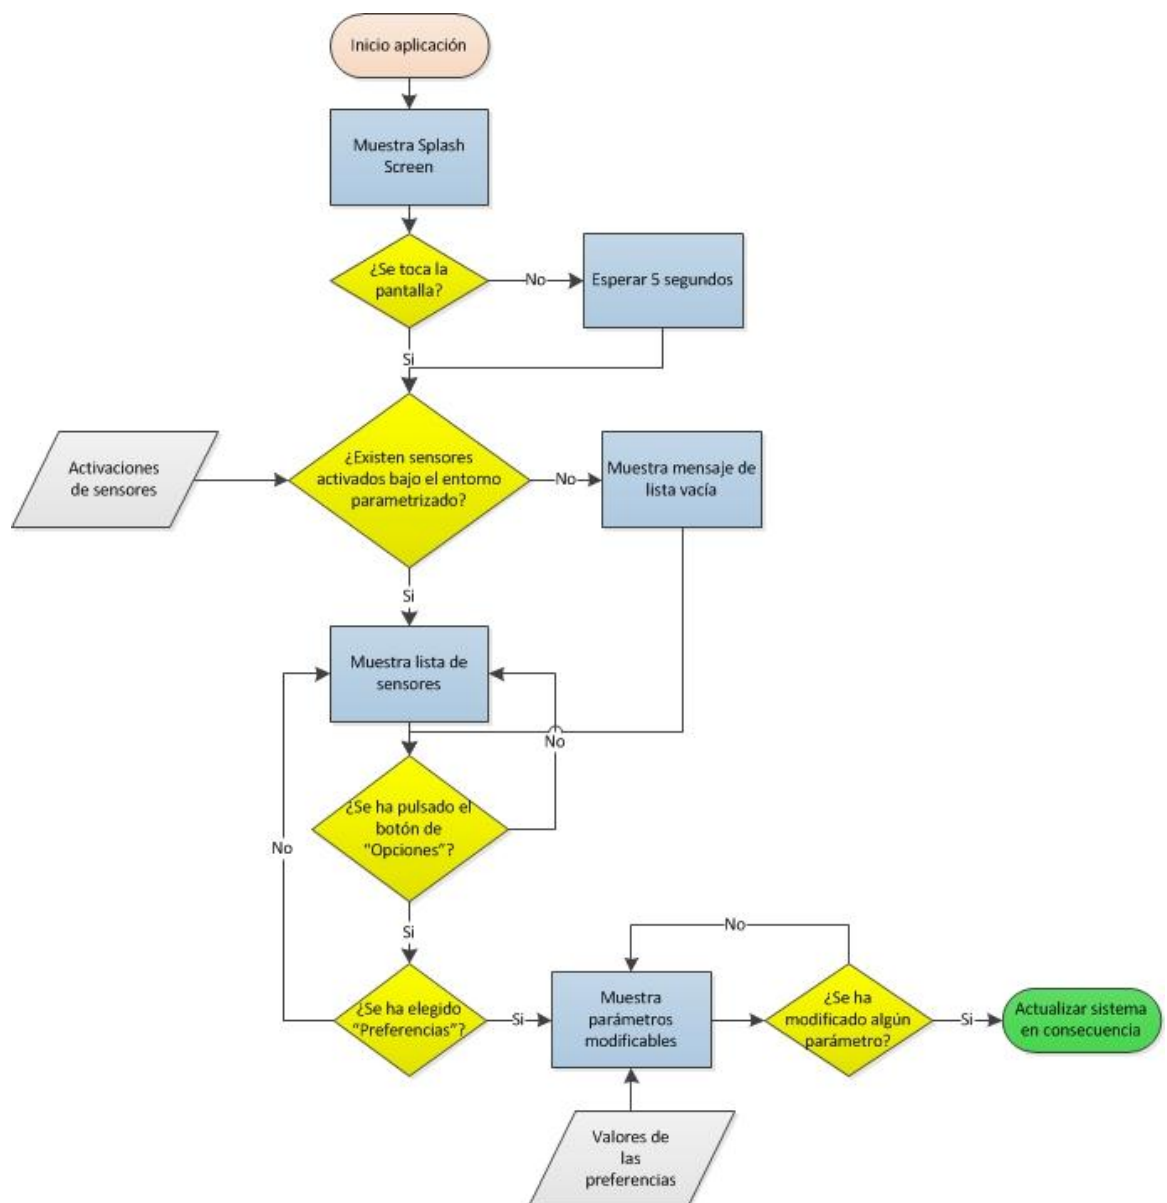 Inicio aplicación
Muestra Splash
Screen
¿Se toca la
pantalla?
No
Esperar 5 segundos
Si
Activaciones
de sensores
¿Existen sensores
activados bajo el entorno
parametrizado?
No
Muestra mensaje de
lista vacía
Si
Muestra lista de
sensores
No
¿Se ha pulsado el
botón de
"Opciones"?
No
Si
¿Se ha elegido
"Preferencias"?
Si
Muestra
parámetros
modificables
No
¿Se ha
modificado algún
parámetro?
Si
Actualizar sistema
en consecuencia
Valores de
las
preferencias